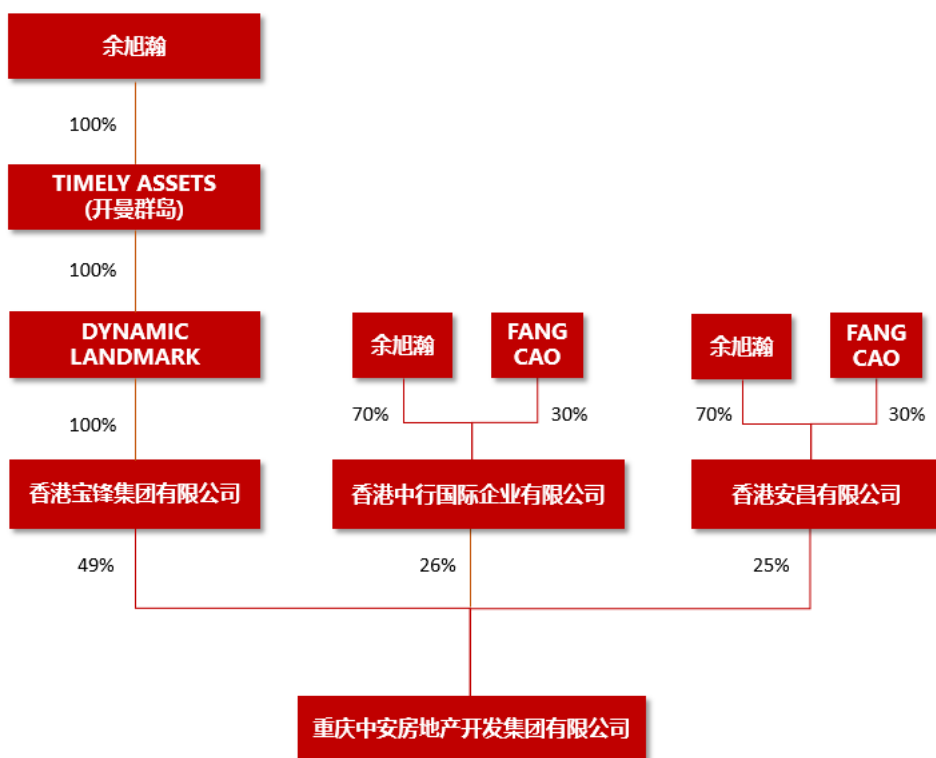 余旭瀚
100%
TIMELY ASSETS
(开曼群岛)
100%
DYNAMIC
LANDMARK
余旭瀚
FANG
CAO
余旭瀚
FANG
CAO
100%
70%
30%
70%
30%
香港宝锋集团有限公司
香港中行国际企业有限公司
香港安昌有限公司
49%
26%
25%
重庆中安房地产开发集团有限公司